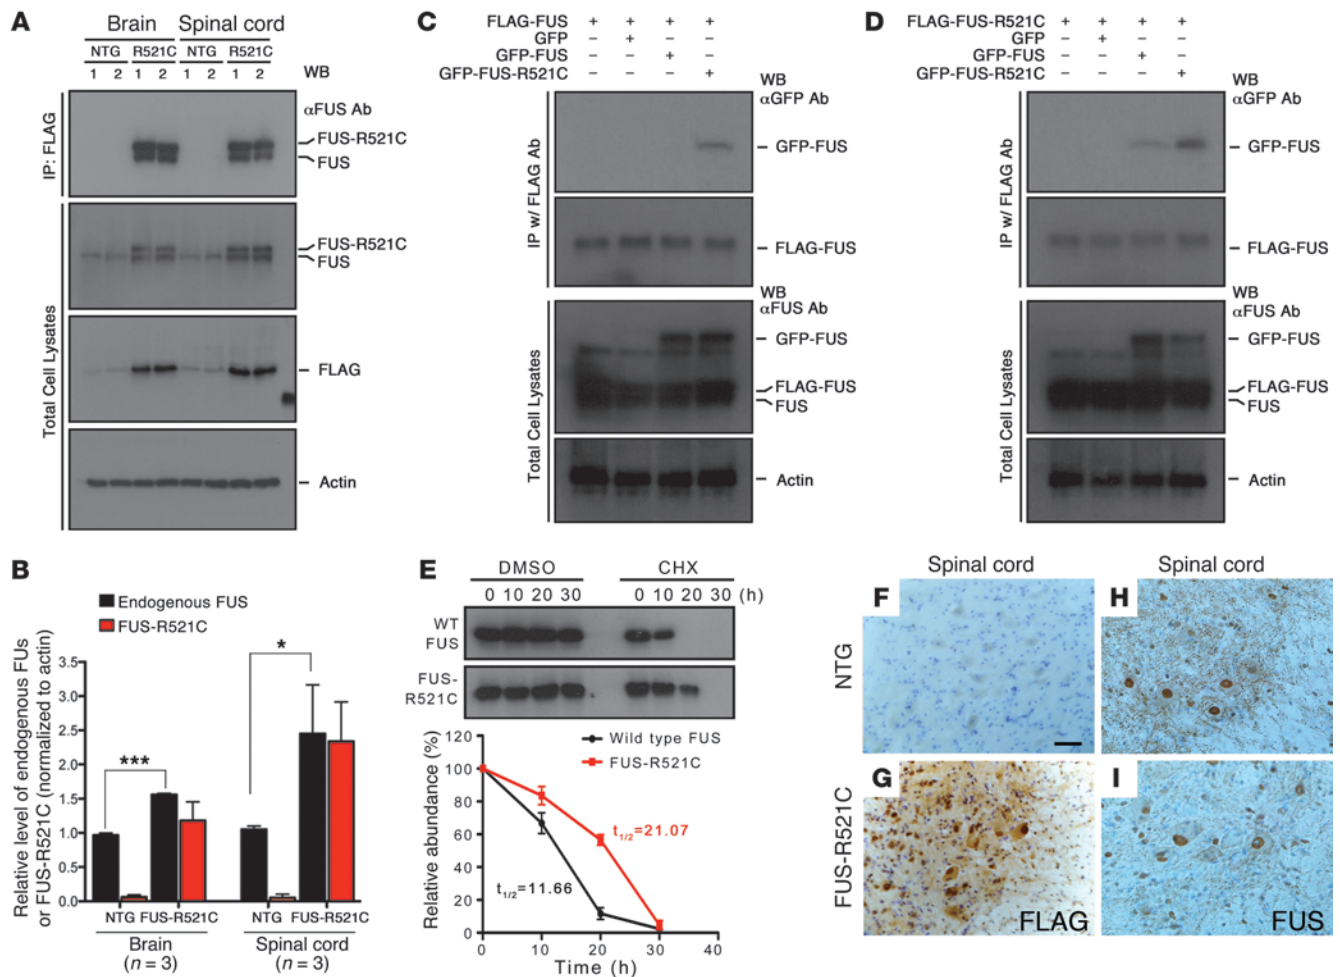 A
Brain Spinal cord
NTG R521C NTG R521C
1 2 1 2 1 2 1 2 WB
αFUS Ab
FUS-R521C
FUS
IP: FLAG
FUS-R521C
FUS
FLAG
Actin
Total Cell Lysates
C
FLAG-FUS + + + +
GFP – + – –
GFP-FUS – – + –
GFP-FUS-R521C – – – +
WB
αGFP Ab
GFP-FUS
FLAG-FUS
IP w/ FLAG Ab
WB
αFUS Ab
GFP-FUS
FLAG-FUS
FUS
Actin
Total Cell Lysates
D
FLAG-FUS-R521C + + + +
GFP – + – –
GFP-FUS – – + –
GFP-FUS-R521C – – – +
WB
αGFP Ab
GFP-FUS
FLAG-FUS
IP w/ FLAG Ab
WB
αFUS Ab
GFP-FUS
FLAG-FUS
FUS
Actin
Total Cell Lysates
B
Endogenous FUS
FUS-R521C
Relative level of endogenous FUs
or FUS-R521C (normalized to actin)
3.5
3.0
2.5
2.0
1.5
1.0
0.5
0.0
***
*
NTG FUS-R521C NTG FUS-R521C
Brain Spinal cord
(n = 3) (n = 3)
E
DMSO CHX
0 10 20 30 0 10 20 30 (h)
WT
FUS
FUS-
R521C
Relative abundance (%)
120
100
80
60
40
20
0
Wild type FUS
FUS-R521C
t1/2=21.07
t1/2=11.66
0 10 20 30 40
Time (h)
Spinal cord Spinal cord
NTG
F
H
FUS-R521C
G
FLAG
I
FUS